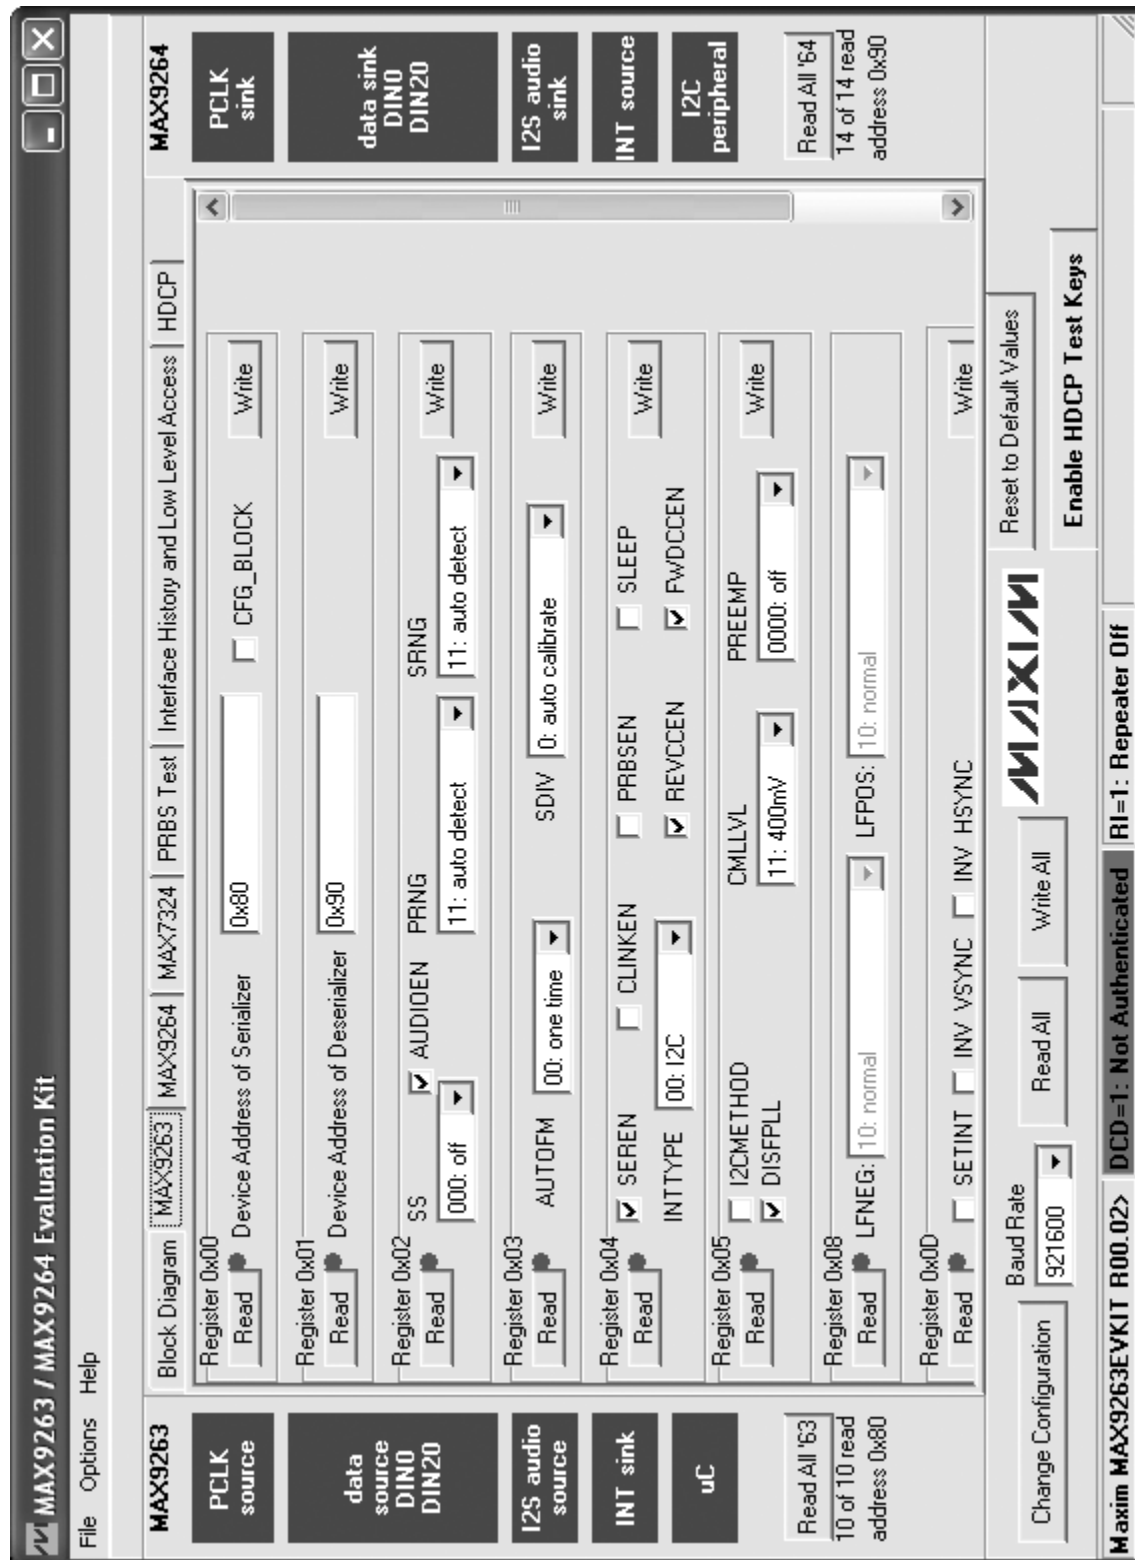 MAX9263 / MAX9264 Evaluation Kit
File Options Help
MAX9263
PCLK
source
data
source
DIN0
DIN20
I2S audio
source
INT sink
uC
Read All '63
10 of 10 read
address 0x80
Block Diagram MAX9263 MAX9264 MAX7324 PRBS Test Interface History and Low Level Access HDCP
Register 0x00
Read Device Address of Serializer 0x80 CFG_BLOCK Write
Register 0x01
Read Device Address of Deserializer 0x90 Write
Register 0x02
SS AUDIOEN PRNG SRNG
Read 000: off 11: auto detect 11: auto detect Write
Register 0x03
Read AUTOFM 00: one time SDIV 0: auto calibrate Write
Register 0x04
Read SEREN CLINKEN PRBSEN SLEEP Write
INTTYPE 00: I2C REVCCEN FWDCCEN
Register 0x05
I2CMETHOD CMLLVL PREEMP
Read DISFPLL 11: 400mV 0000: off Write
Register 0x08
Read LFNEG: 10: normal LFPOS: 10: normal
Register 0x0D
Read SETINT INV VSYNC INV HSYNC Write
MAX9264
PCLK
sink
data sink
DIN0
DIN20
I2S audio
sink
INT source
I2C
peripheral
Read All '64
14 of 14 read
address 0x90
Change Configuration
Baud Rate
921600
Read All
Write All
MAXIM
Reset to Default Values
Enable HDCP Test Keys
Maxim MAX9263EVKIT R00.02> DCD=1: Not Authenticated RI=1: Repeater Off